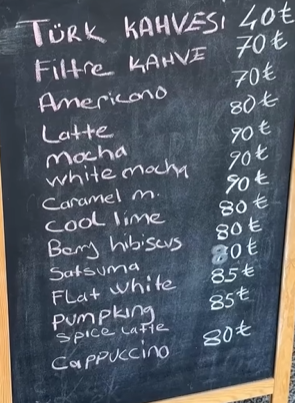 TÜRK KAHVESİ 40₺
Filtre KAHVE 70₺
Americano 70₺
Latte 80₺
Mocha 90₺
white mocha 90₺
Caramel m. 90₺
Cool lime 80₺
Berry hibiscus 80₺
Satsuma 80₺
Flat white 85₺
Pumpking 85₺
spice Latte
Cappuccino 80₺